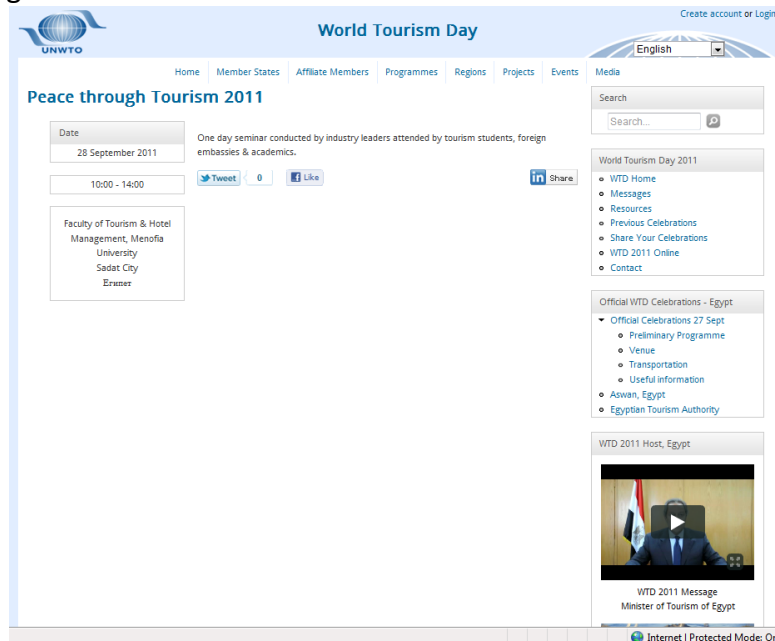 Create account or Login
UNWTO
World Tourism Day
English
Home Member States Affiliate Members Programmes Regions Projects Events Media
Peace through Tourism 2011
Date
28 September 2011
10:00 - 14:00
Faculty of Tourism & Hotel
Management, Menofia
University
Sadat City
Египет
One day seminar conducted by industry leaders attended by tourism students, foreign
embassies & academics.
Tweet 0 Like in Share
Search
Search...
World Tourism Day 2011
WTD Home
Messages
Resources
Previous Celebrations
Share Your Celebrations
WTD 2011 Online
Contact
Official WTD Celebrations - Egypt
Official Celebrations 27 Sept
Preliminary Programme
Venue
Transportation
Useful information
Aswan, Egypt
Egyptian Tourism Authority
WTD 2011 Host, Egypt
WTD 2011 Message
Minister of Tourism of Egypt
Internet | Protected Mode: